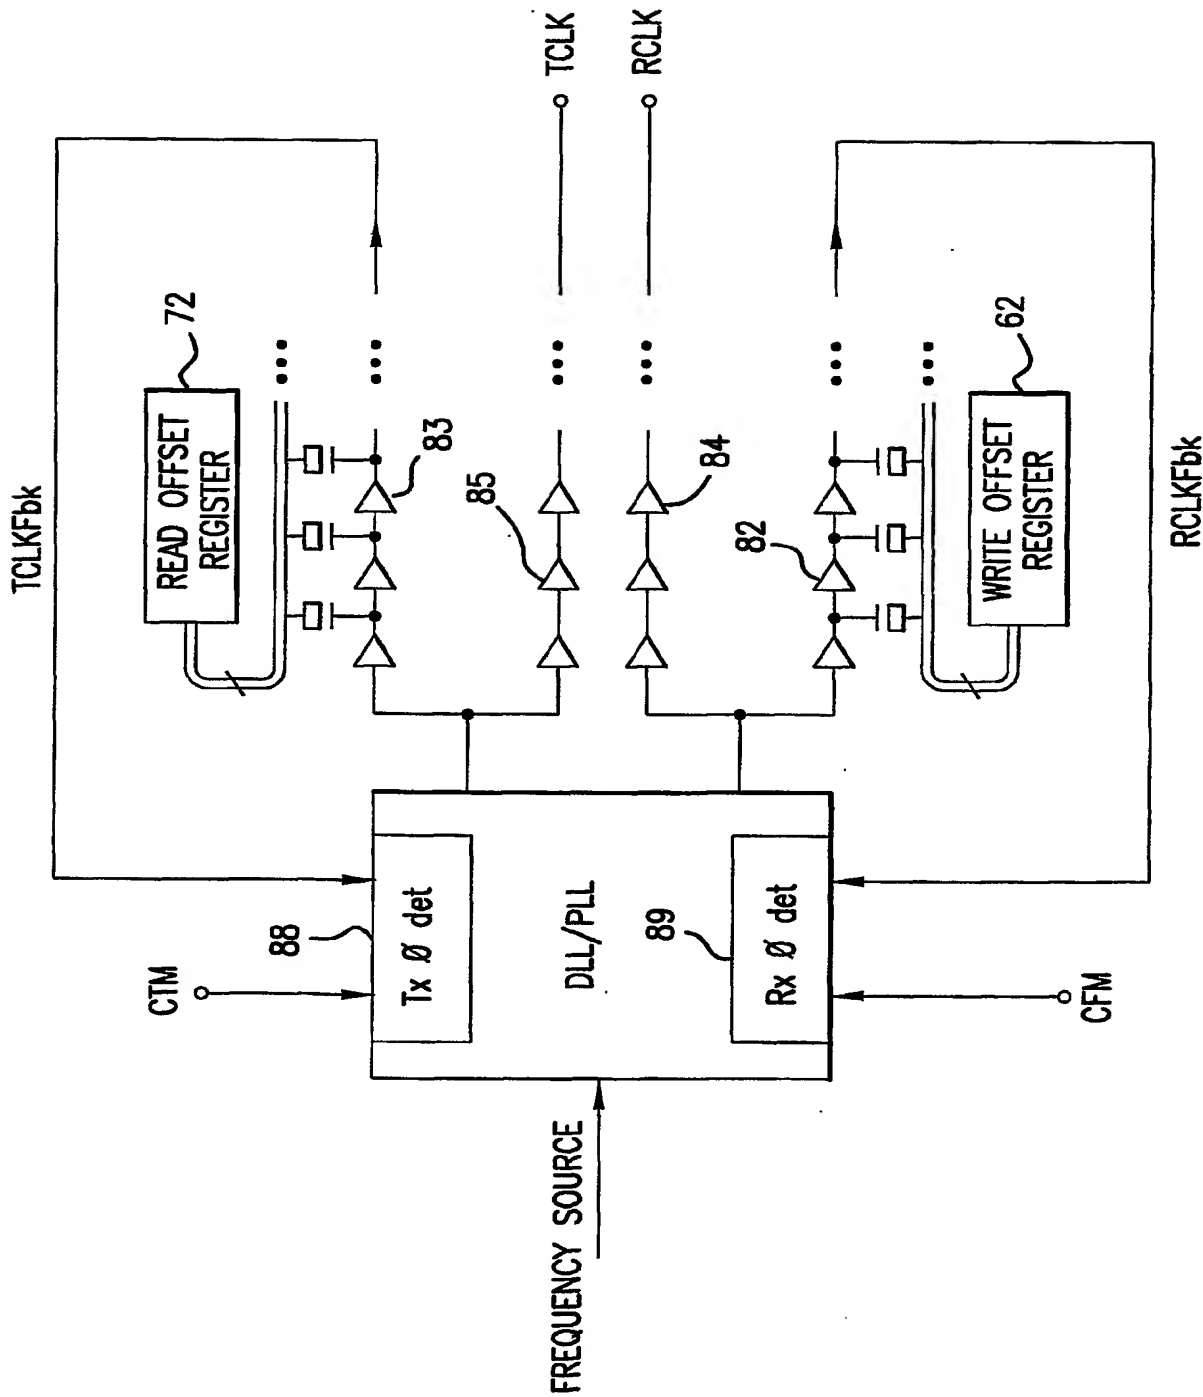 TCLKFbk
READ OFFSET
REGISTER
72
83
85
TCLK
RCLK
84
82
WRITE OFFSET
REGISTER
62
RCLKFbk
CTM
88
Tx Ø det
DLL/PLL
89
Rx Ø det
CFM
FREQUENCY SOURCE